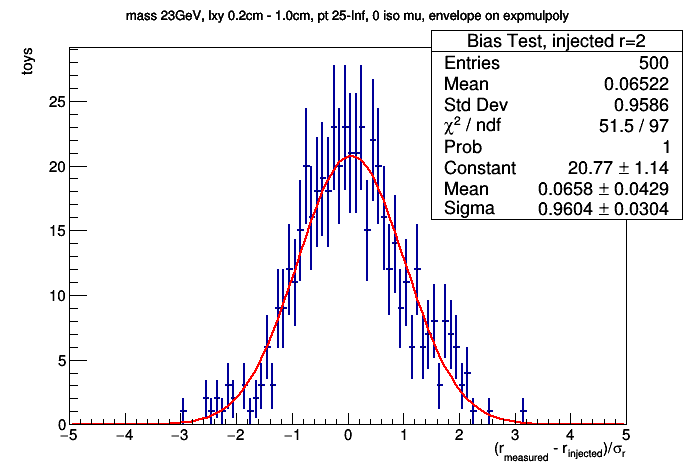 mass 23GeV, lxy 0.2cm - 1.0cm, pt 25-Inf, 0 iso mu, envelope on expmulpoly
Bias Test, injected r=2
Entries 500
Mean 0.06522
Std Dev 0.9586
χ² / ndf 51.5 / 97
Prob 1
Constant 20.77 ± 1.14
Mean 0.0658 ± 0.0429
Sigma 0.9604 ± 0.0304
toys
25
20
15
10
5
0
−5 −4 −3 −2 −1 0 1 2 3 4 5
(r_measured - r_injected)/σ_r